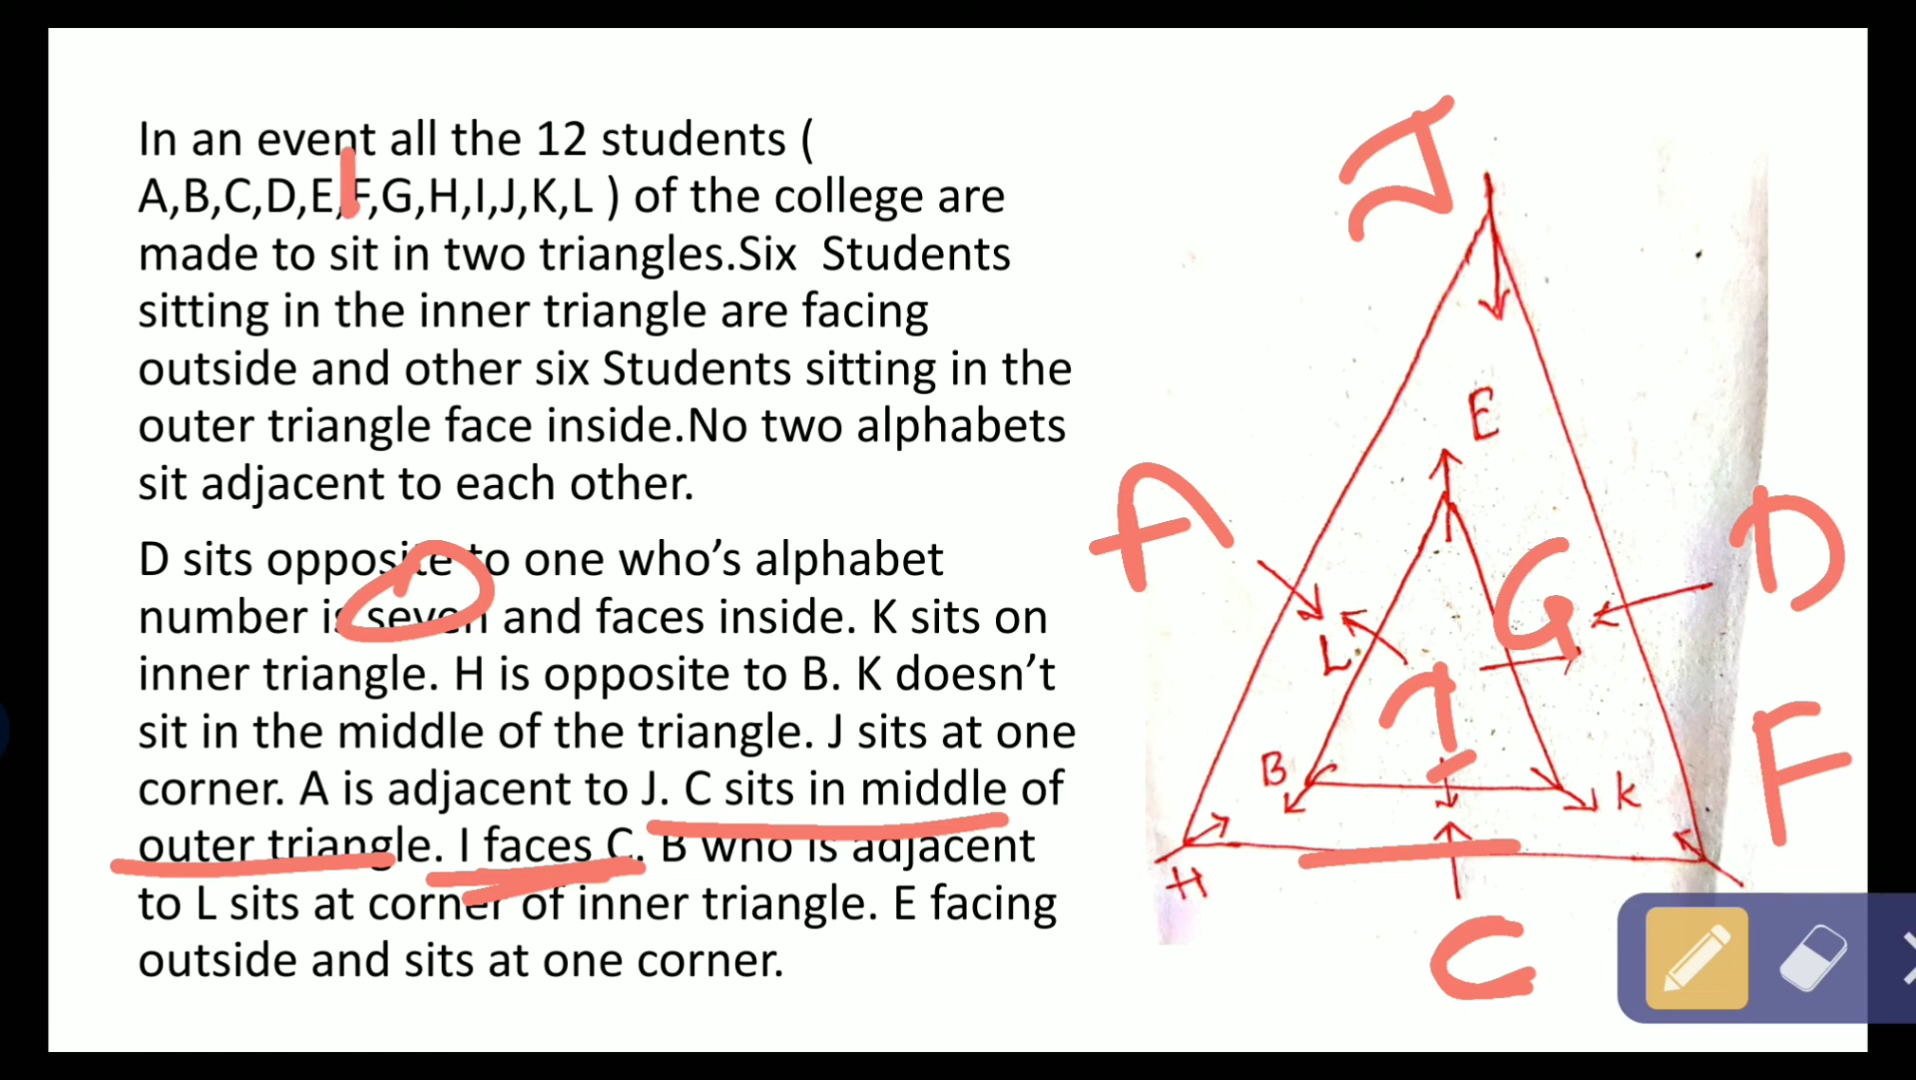 In an event all the 12 students (
A,B,C,D,E,F,G,H,I,J,K,L ) of the college are
made to sit in two triangles.Six  Students
sitting in the inner triangle are facing
outside and other six Students sitting in the
outer triangle face inside.No two alphabets
sit adjacent to each other.
D sits opposite to one who’s alphabet
number is seven and faces inside. K sits on
inner triangle. H is opposite to B. K doesn’t
sit in the middle of the triangle. J sits at one
corner. A is adjacent to J. C sits in middle of
outer triangle. I faces C. B who is adjacent
to L sits at corner of inner triangle. E facing
outside and sits at one corner.
J
E
A
D
G
L
I
F
B
K
H
C